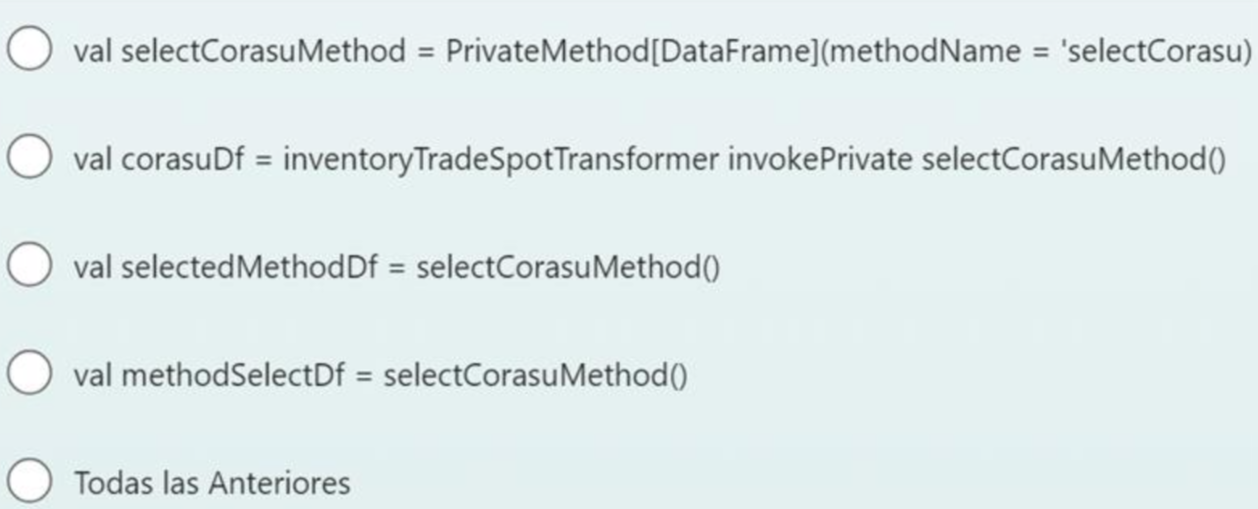 val selectCorasuMethod = PrivateMethod[DataFrame](methodName = 'selectCorasu)
val corasuDf = inventoryTradeSpotTransformer invokePrivate selectCorasuMethod()
val selectedMethodDf = selectCorasuMethod()
val methodSelectDf = selectCorasuMethod()
Todas las Anteriores